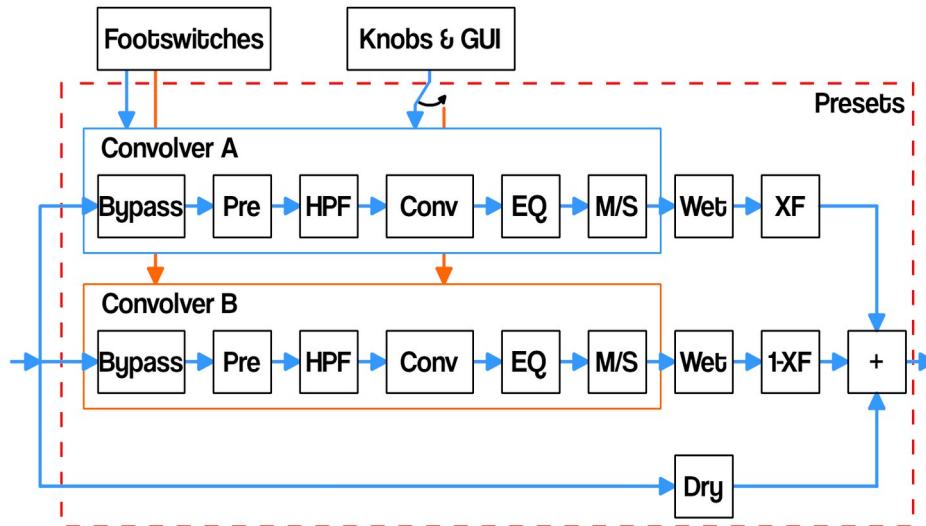 Footswitches
Knobs & GUI
Presets
Convolver A
Bypass Pre HPF Conv EQ M/S Wet XF
Convolver B
Bypass Pre HPF Conv EQ M/S Wet 1-XF +
Dry